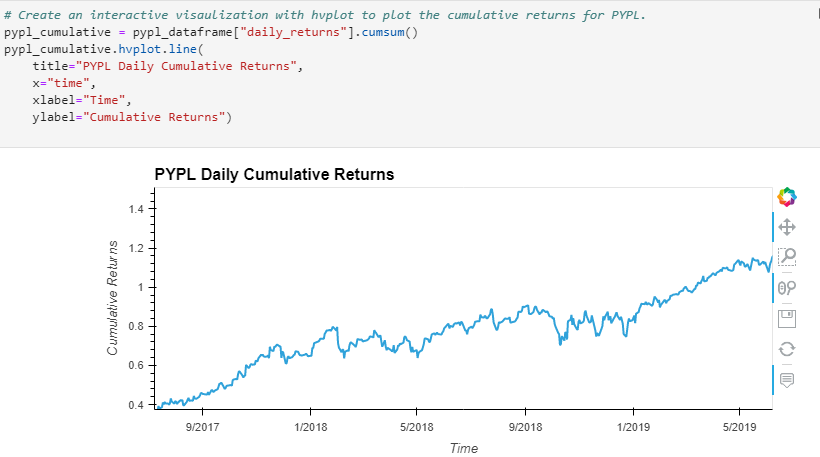 # Create an interactive visaulization with hvplot to plot the cumulative returns for PYPL.
pypl_cumulative = pypl_dataframe["daily_returns"].cumsum()
pypl_cumulative.hvplot.line(
    title="PYPL Daily Cumulative Returns",
    x="time",
    xlabel="Time",
    ylabel="Cumulative Returns")
PYPL Daily Cumulative Returns
1.4
1.2
1
0.8
0.6
0.4
Cumulative Returns
9/2017 1/2018 5/2018 9/2018 1/2019 5/2019
Time